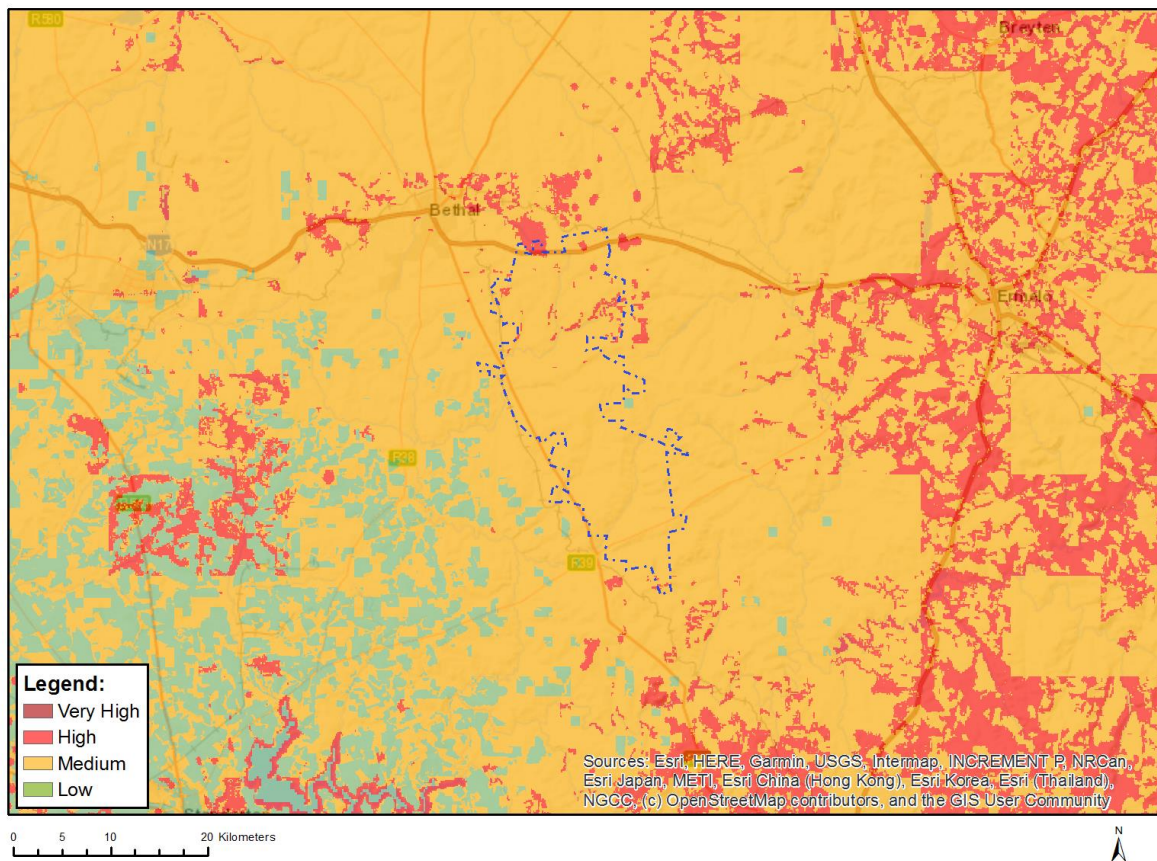 R580
Breyten
Bethal
N17
Ermelo
R38
R39
Legend:
Very High
High
Medium
Low
Sources: Esri, HERE, Garmin, USGS, Intermap, INCREMENT P, NRCan,
Esri Japan, METI, Esri China (Hong Kong), Esri Korea, Esri (Thailand),
NGCC, (c) OpenStreetMap contributors, and the GIS User Community
0 5 10 20 Kilometers
N